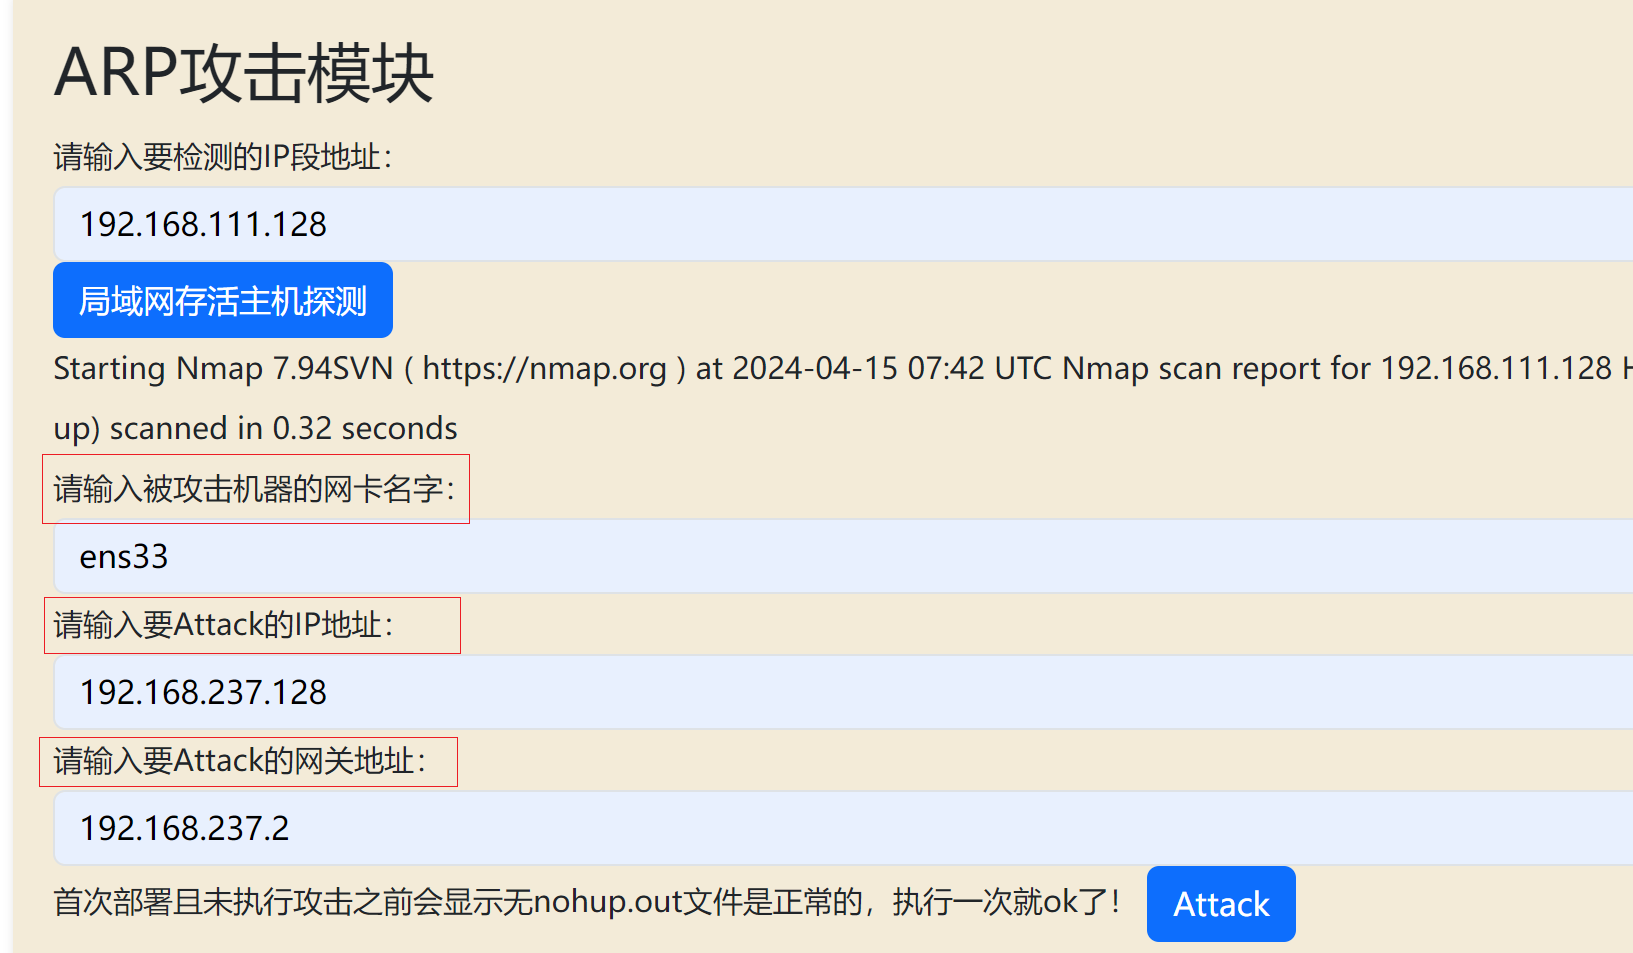 ARP攻击模块
请输入要检测的IP段地址：
192.168.111.128
局域网存活主机探测
Starting Nmap 7.94SVN ( https://nmap.org ) at 2024-04-15 07:42 UTC Nmap scan report for 192.168.111.128
up) scanned in 0.32 seconds
请输入被攻击机器的网卡名字：
ens33
请输入要Attack的IP地址：
192.168.237.128
请输入要Attack的网关地址：
192.168.237.2
首次部署且未执行攻击之前会显示无nohup.out文件是正常的，执行一次就ok了！ Attack